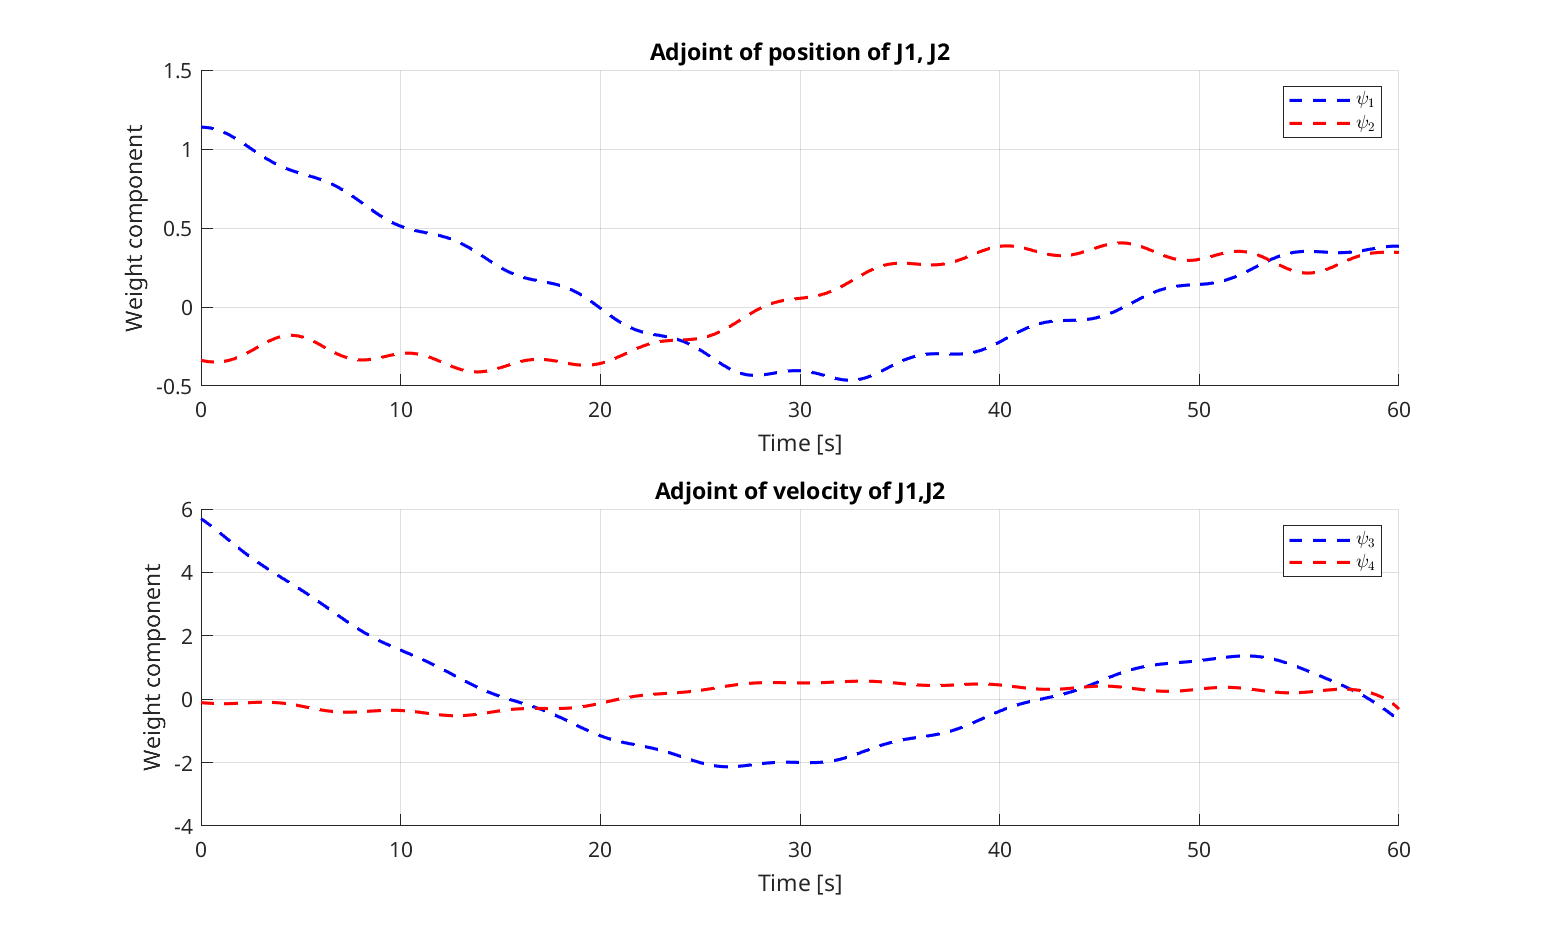 Adjoint of position of J1, J2
1.5
1
0.5
0
-0.5
Weight component
ψ₁
ψ₂
0 10 20 30 40 50 60
Time [s]
Adjoint of velocity of J1,J2
6
4
2
0
-2
-4
Weight component
ψ₃
ψ₄
0 10 20 30 40 50 60
Time [s]